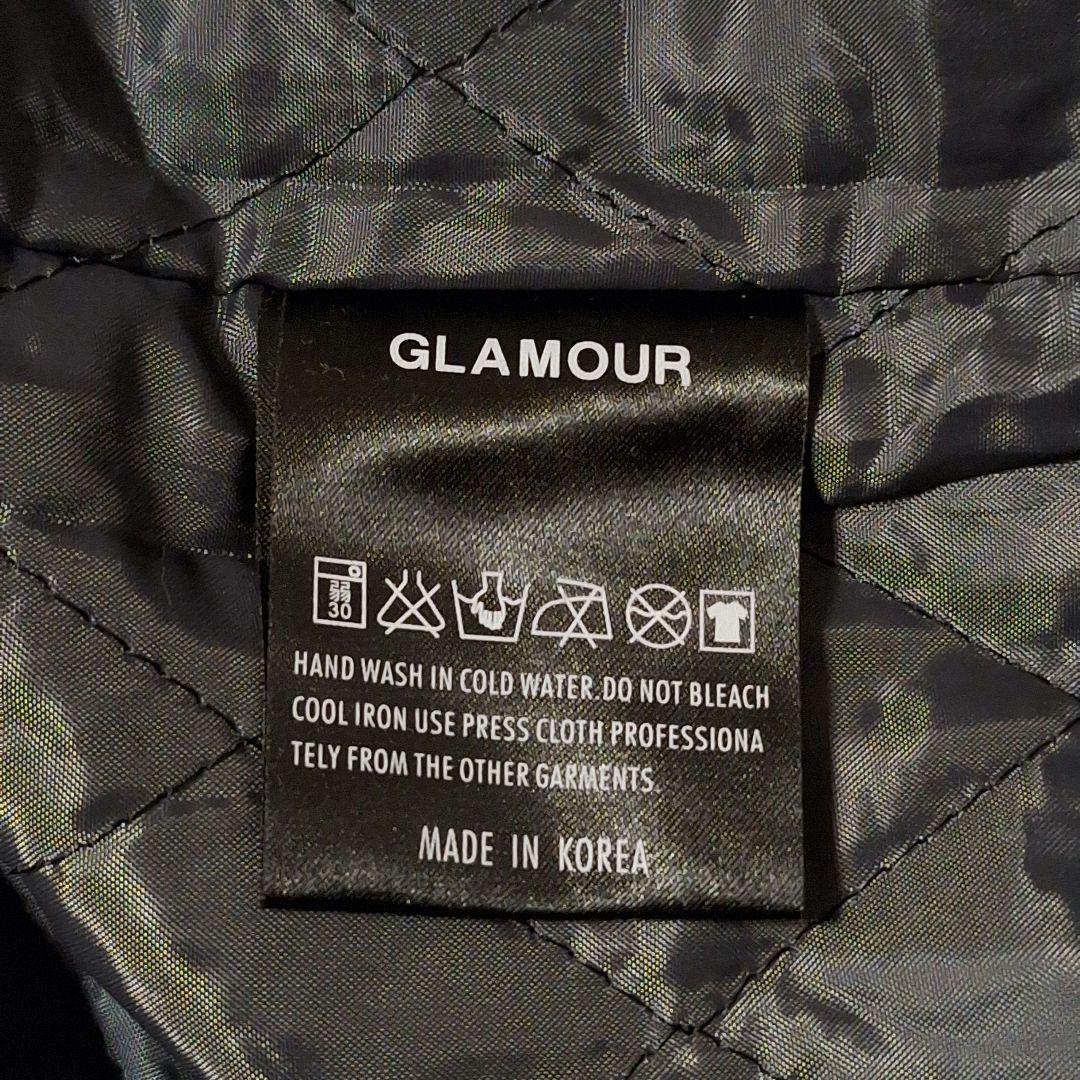 GLAMOUR
30
HAND WASH IN COLD WATER.DO NOT BLEACH
COOL IRON USE PRESS CLOTH PROFESSIONA
TELY FROM THE OTHER GARMENTS.
MADE IN KOREA